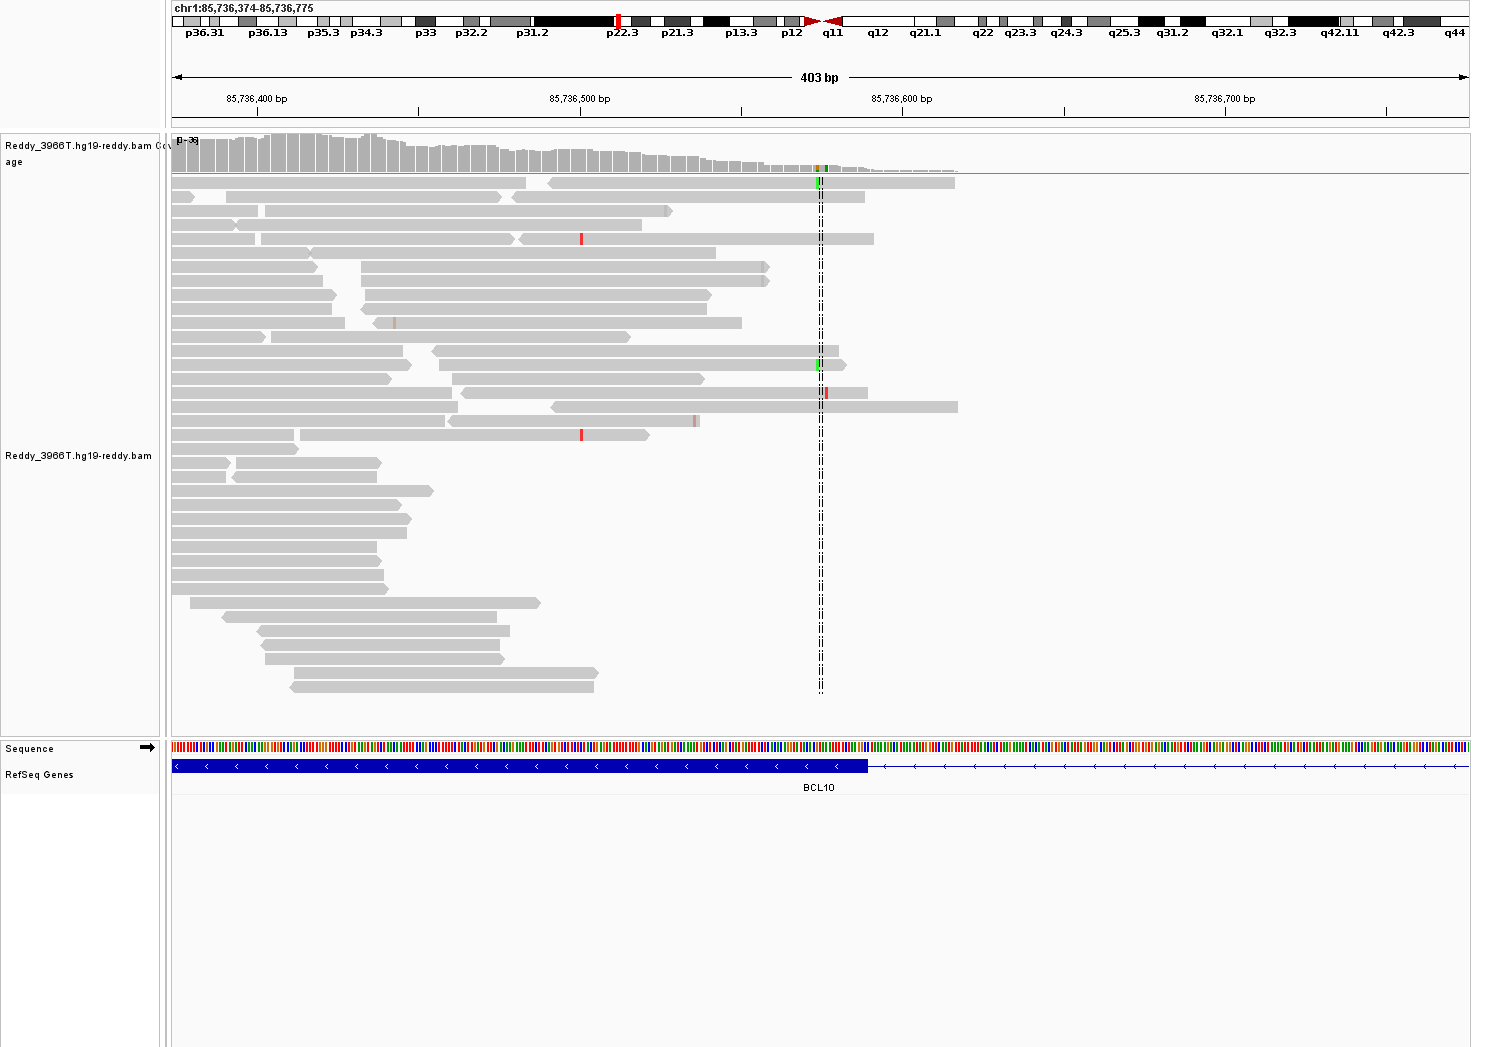 chr1:85,736,374-85,736,775
p36.31 p36.13 p35.3 p34.3 p33 p32.2 p31.2 p22.3 p21.3 p13.3 p12 q11 q12 q21.1 q22 q23.3 q24.3 q25.3 q31.2 q32.1 q32.3 q42.11 q42.3 q44
403 bp
85,736,400 bp 85,736,500 bp 85,736,600 bp 85,736,700 bp
[0-36]
Reddy_3966T.hg19-reddy.bam Cov
age
Reddy_3966T.hg19-reddy.bam
Sequence
RefSeq Genes
BCL10